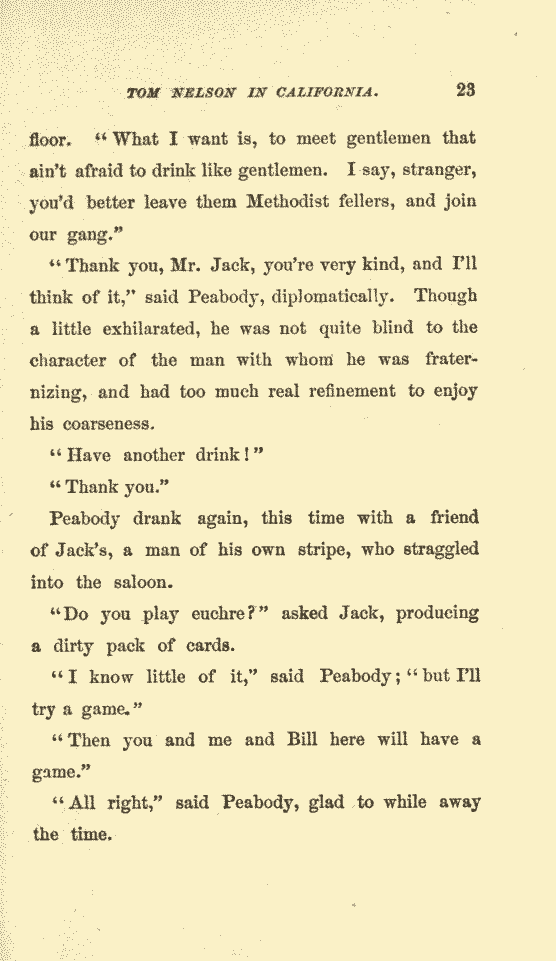 TOM NELSON IN CALIFORNIA. 23
floor. "What I want is, to meet gentlemen that
ain't afraid to drink like gentlemen. I say, stranger,
you'd better leave them Methodist fellers, and join
our gang."
"Thank you, Mr. Jack, you're very kind, and I'll
think of it," said Peabody, diplomatically. Though
a little exhilarated, he was not quite blind to the
character of the man with whom he was frater-
nizing, and had too much real refinement to enjoy
his coarseness.
"Have another drink!"
"Thank you."
Peabody drank again, this time with a friend
of Jack's, a man of his own stripe, who straggled
into the saloon.
"Do you play euchre?" asked Jack, producing
a dirty pack of cards.
"I know little of it," said Peabody; "but I'll
try a game."
"Then you and me and Bill here will have a
game."
"All right," said Peabody, glad to while away
the time.